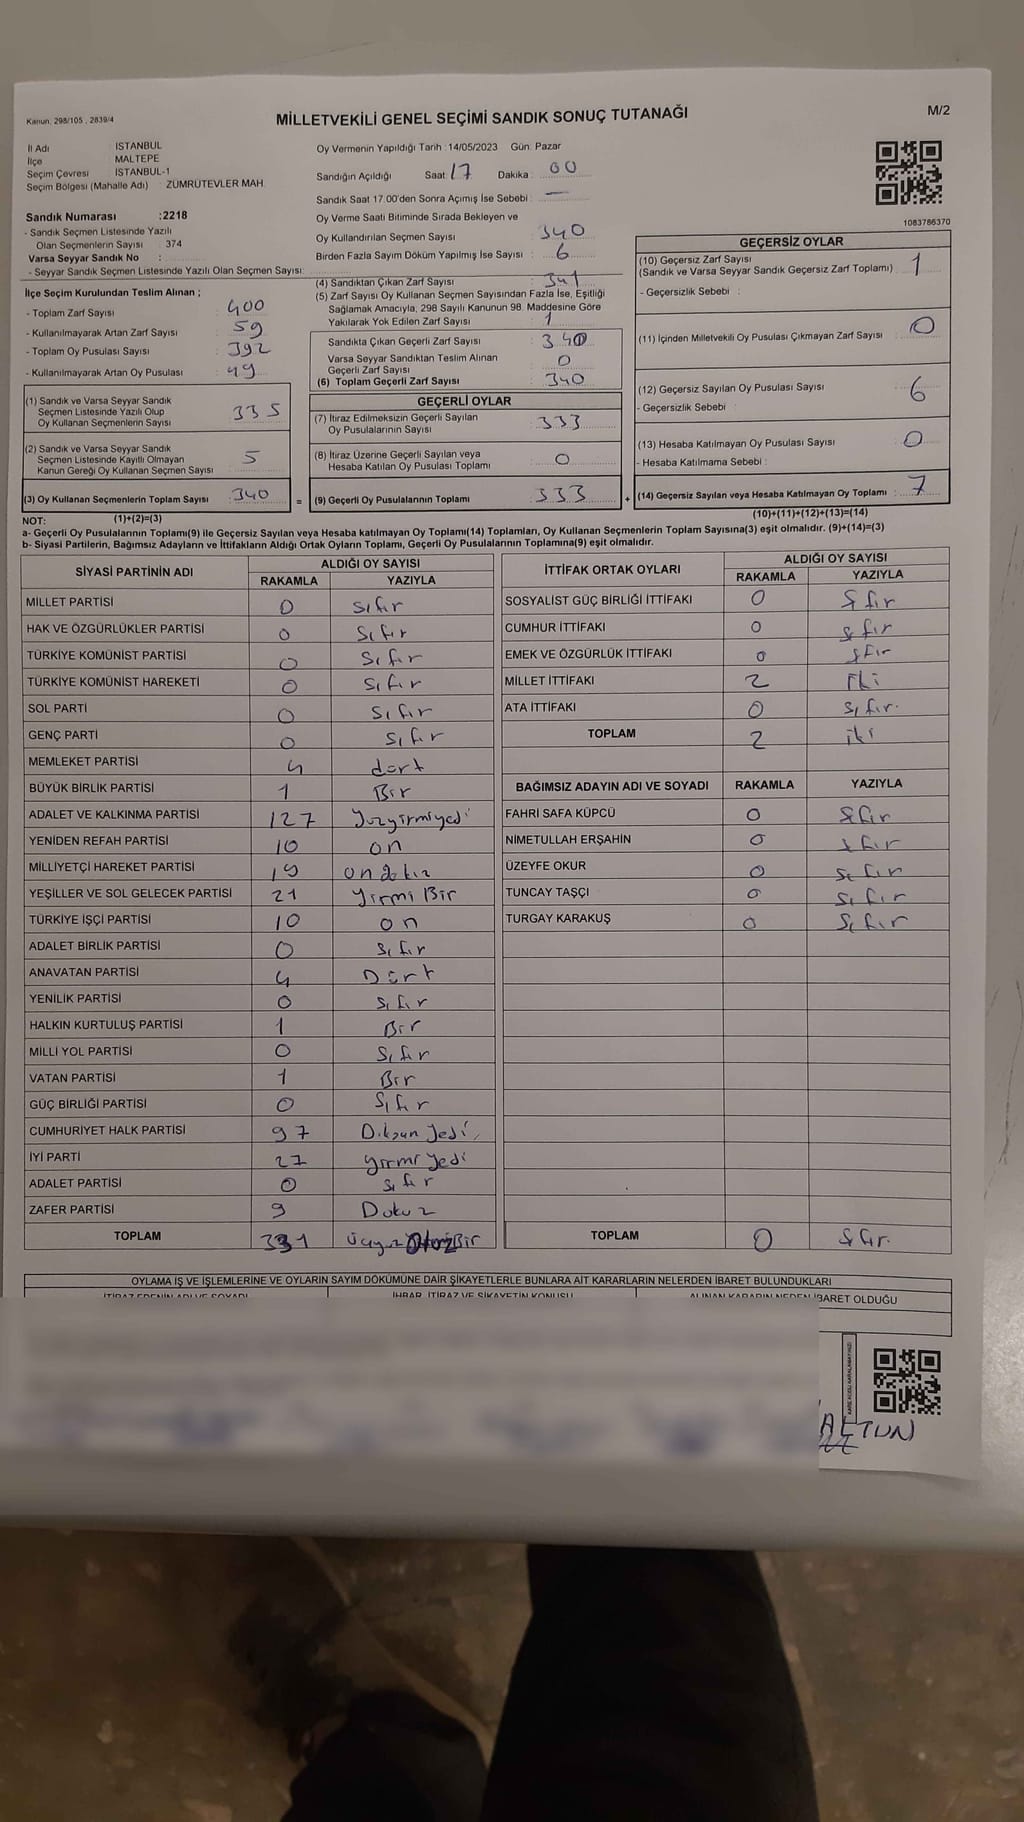 Kanun, 298/105 , 2839/4
MİLLETVEKİLİ GENEL SEÇİMİ SANDIK SONUÇ TUTANAĞI
M/2
İl Adı : İSTANBUL
İlçe : MALTEPE
Seçim Çevresi : İSTANBUL-1
Seçim Bölgesi (Mahalle Adı) : ZÜMRÜTEVLER MAH.
Oy Vermenin Yapıldığı Tarih : 14/05/2023 Gün: Pazar
Sandığın Açıldığı Saat: 17 Dakika: 00
Sandık Saat 17.00'den Sonra Açımış İse Sebebi : —
Sandık Numarası :2218
- Sandık Seçmen Listesinde Yazılı
Olan Seçmenlerin Sayısı : 374
Varsa Seyyar Sandık No :
- Seyyar Sandık Seçmen Listesinde Yazılı Olan Seçmen Sayısı:
Oy Verme Saati Bitiminde Sırada Bekleyen ve
Oy Kullandırılan Seçmen Sayısı : 340
Birden Fazla Sayım Döküm Yapılmış İse Sayısı : 6
1083786370
İlçe Seçim Kurulundan Teslim Alınan ;
- Toplam Zarf Sayısı : 400
- Kullanılmayarak Artan Zarf Sayısı : 59
- Toplam Oy Pusulası Sayısı : 392
- Kullanılmayarak Artan Oy Pusulası : 49
(4) Sandıktan Çıkan Zarf Sayısı : 341
(5) Zarf Sayısı Oy Kullanan Seçmen Sayısından Fazla İse, Eşitliği
Sağlamak Amacıyla, 298 Sayılı Kanunun 98. Maddesine Göre
Yakılarak Yok Edilen Zarf Sayısı : 1
Sandıkta Çıkan Geçerli Zarf Sayısı : 340
Varsa Seyyar Sandıktan Teslim Alınan
Geçerli Zarf Sayısı : 0
(6) Toplam Geçerli Zarf Sayısı : 340
GEÇERSİZ OYLAR
(10) Geçersiz Zarf Sayısı : 1
(Sandık ve Varsa Seyyar Sandık Geçersiz Zarf Toplamı)
- Geçersizlik Sebebi :
(11) İçinden Milletvekili Oy Pusulası Çıkmayan Zarf Sayısı : 0
(12) Geçersiz Sayılan Oy Pusulası Sayısı : 6
- Geçersizlik Sebebi :
(13) Hesaba Katılmayan Oy Pusulası Sayısı : 0
- Hesaba Katılmama Sebebi :
(14) Geçersiz Sayılan veya Hesaba Katılmayan Oy Toplamı : 7
(10)+(11)+(12)+(13)=(14)
(1) Sandık ve Varsa Seyyar Sandık
Seçmen Listesinde Yazılı Olup
Oy Kullanan Seçmenlerin Sayısı : 335
(2) Sandık ve Varsa Seyyar Sandık
Seçmen Listesinde Kayıtlı Olmayan
Kanun Gereği Oy Kullanan Seçmen Sayısı : 5
(3) Oy Kullanan Seçmenlerin Toplam Sayısı : 340
(1)+(2)=(3)
GEÇERLİ OYLAR
(7) İtiraz Edilmeksizin Geçerli Sayılan
Oy Pusulalarının Sayısı : 333
(8) İtiraz Üzerine Geçerli Sayılan veya
Hesaba Katılan Oy Pusulası Toplamı : 0
= (9) Geçerli Oy Pusulalarının Toplamı : 333 +
NOT:
a- Geçerli Oy Pusulalarının Toplamı(9) ile Geçersiz Sayılan veya Hesaba katılmayan Oy Toplamı(14) Toplamları, Oy Kullanan Seçmenlerin Toplam Sayısına(3) eşit olmalıdır. (9)+(14)=(3)
b- Siyasi Partilerin, Bağımsız Adayların ve İttifakların Aldığı Ortak Oyların Toplamı, Geçerli Oy Pusulalarının Toplamına(9) eşit olmalıdır.
SİYASİ PARTİNİN ADI ALDIĞI OY SAYISI
RAKAMLA YAZIYLA
MİLLET PARTİSİ 0 Sıfır
HAK VE ÖZGÜRLÜKLER PARTİSİ 0 Sıfır
TÜRKİYE KOMÜNİST PARTİSİ 0 Sıfır
TÜRKİYE KOMÜNİST HAREKETİ 0 Sıfır
SOL PARTİ 0 Sıfır
GENÇ PARTİ 0 Sıfır
MEMLEKET PARTİSİ 4 dört
BÜYÜK BİRLİK PARTİSİ 1 Bir
ADALET VE KALKINMA PARTİSİ 127 Yüzyirmiyedi
YENİDEN REFAH PARTİSİ 10 on
MİLLİYETÇİ HAREKET PARTİSİ 19 ondokuz
YEŞİLLER VE SOL GELECEK PARTİSİ 21 Yirmi Bir
TÜRKİYE İŞÇİ PARTİSİ 10 on
ADALET BİRLİK PARTİSİ 0 Sıfır
ANAVATAN PARTİSİ 4 Dört
YENİLİK PARTİSİ 0 Sıfır
HALKIN KURTULUŞ PARTİSİ 1 Bir
MİLLİ YOL PARTİSİ 0 Sıfır
VATAN PARTİSİ 1 Bir
GÜÇ BİRLİĞİ PARTİSİ 0 Sıfır
CUMHURİYET HALK PARTİSİ 97 Doksan Yedi
İYİ PARTİ 27 Yirmi Yedi
ADALET PARTİSİ 0 Sıfır
ZAFER PARTİSİ 9 Dokuz
TOPLAM 331 ÜçyüzOtuzBir
İTTİFAK ORTAK OYLARI ALDIĞI OY SAYISI
RAKAMLA YAZIYLA
SOSYALİST GÜÇ BİRLİĞİ İTTİFAKI 0 Sıfır
CUMHUR İTTİFAKI 0 Sıfır
EMEK VE ÖZGÜRLÜK İTTİFAKI 0 Sıfır
MİLLET İTTİFAKI 2 İki
ATA İTTİFAKI 0 Sıfır.
TOPLAM 2 iki
BAĞIMSIZ ADAYIN ADI VE SOYADI RAKAMLA YAZIYLA
FAHRİ SAFA KÜPCÜ 0 Sıfır
NİMETULLAH ERŞAHİN 0 Sıfır
ÜZEYFE OKUR 0 Sıfır
TUNCAY TAŞÇI 0 Sıfır
TURGAY KARAKUŞ 0 Sıfır
TOPLAM 0 Sıfır.
OYLAMA İŞ VE İŞLEMLERİNE VE OYLARIN SAYIM DÖKÜMÜNE DAİR ŞİKAYETLERLE BUNLARA AİT KARARLARIN NELERDEN İBARET BULUNDUKLARI
İTİRAZ EDENİN ADI VE SOYADI İHBAR, İTİRAZ VE ŞİKAYETİN KONUSU ALINAN KARARIN NEDEN İBARET OLDUĞU
KARE KODU KARALAMAYINIZ!
ALTUN